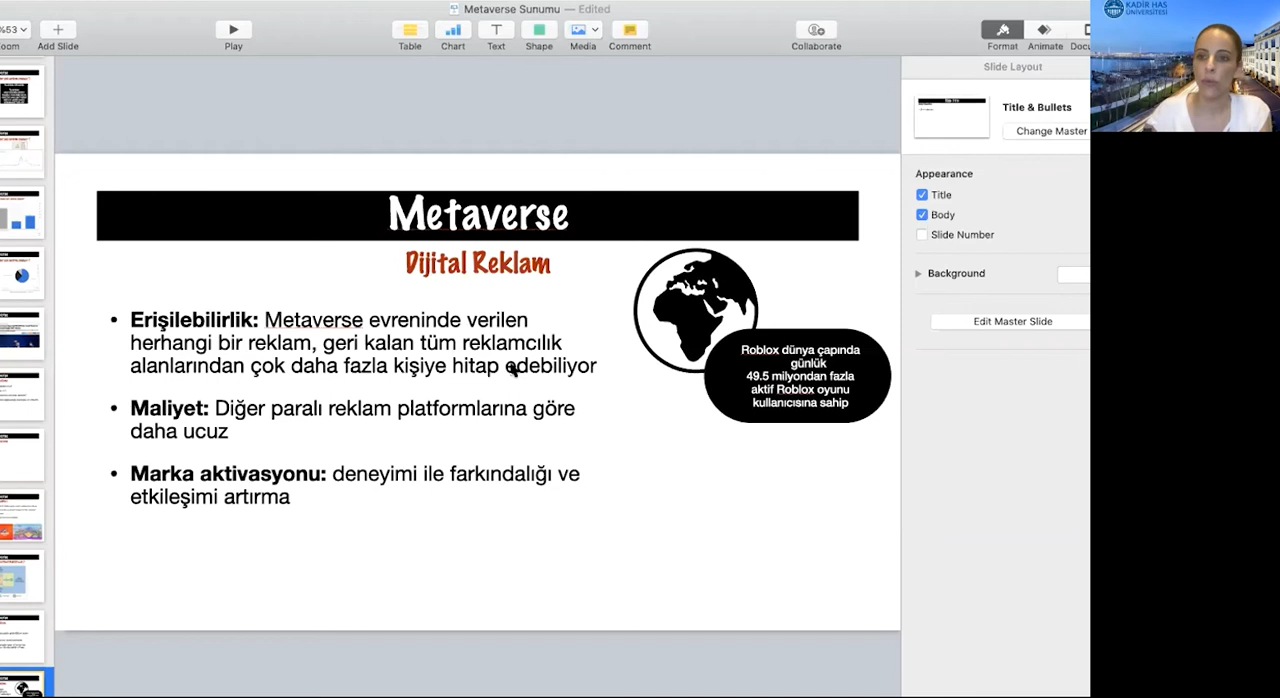 Metaverse Sunumu — Edited
KADİR HAS
ÜNİVERSİTESİ
%53
Zoom
Add Slide
Play
Table
Chart
Text
Shape
Media
Comment
Collaborate
Format
Animate
Slide Layout
Title & Bullets
Change Master
Appearance
Title
Body
Slide Number
Background
Edit Master Slide
Metaverse
Dijital Reklam
• Erişilebilirlik: Metaverse evreninde verilen
herhangi bir reklam, geri kalan tüm reklamcılık
alanlarından çok daha fazla kişiye hitap edebiliyor
• Maliyet: Diğer paralı reklam platformlarına göre
daha ucuz
• Marka aktivasyonu: deneyimi ile farkındalığı ve
etkileşimi artırma
Roblox dünya çapında
günlük
49.5 milyondan fazla
aktif Roblox oyunu
kullanıcısına sahip